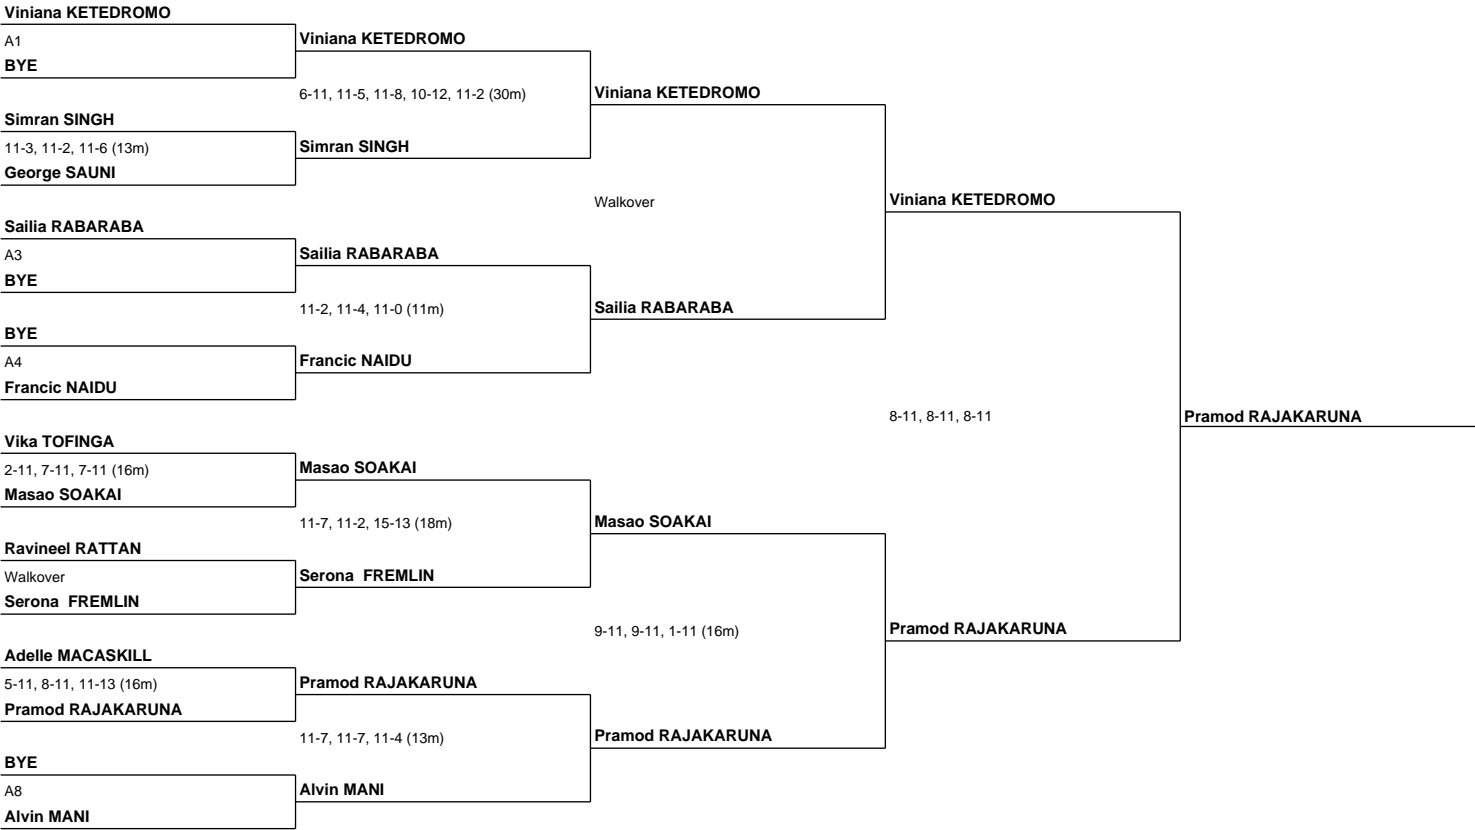 Viniana KETEDROMO
A1
BYE
Simran SINGH
11-3, 11-2, 11-6 (13m)
George SAUNI
Sailia RABARABA
A3
BYE
BYE
A4
Francic NAIDU
Vika TOFINGA
2-11, 7-11, 7-11 (16m)
Masao SOAKAI
Ravineel RATTAN
Walkover
Serona  FREMLIN
Adelle MACASKILL
5-11, 8-11, 11-13 (16m)
Pramod RAJAKARUNA
BYE
A8
Alvin MANI
Viniana KETEDROMO
6-11, 11-5, 11-8, 10-12, 11-2 (30m)
Simran SINGH
Sailia RABARABA
11-2, 11-4, 11-0 (11m)
Francic NAIDU
Masao SOAKAI
11-7, 11-2, 15-13 (18m)
Serona  FREMLIN
Pramod RAJAKARUNA
11-7, 11-7, 11-4 (13m)
Alvin MANI
Viniana KETEDROMO
Walkover
Sailia RABARABA
Masao SOAKAI
9-11, 9-11, 1-11 (16m)
Pramod RAJAKARUNA
Viniana KETEDROMO
8-11, 8-11, 8-11
Pramod RAJAKARUNA
Pramod RAJAKARUNA